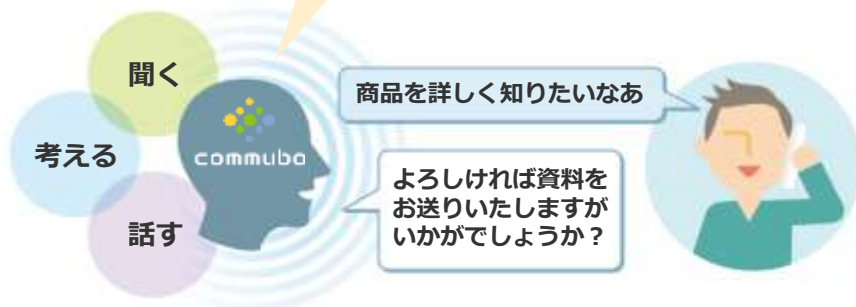 聞く
考える
話す
commubo
商品を詳しく知りたいなあ
よろしければ資料を
お送りいたしますが
いかがでしょうか？